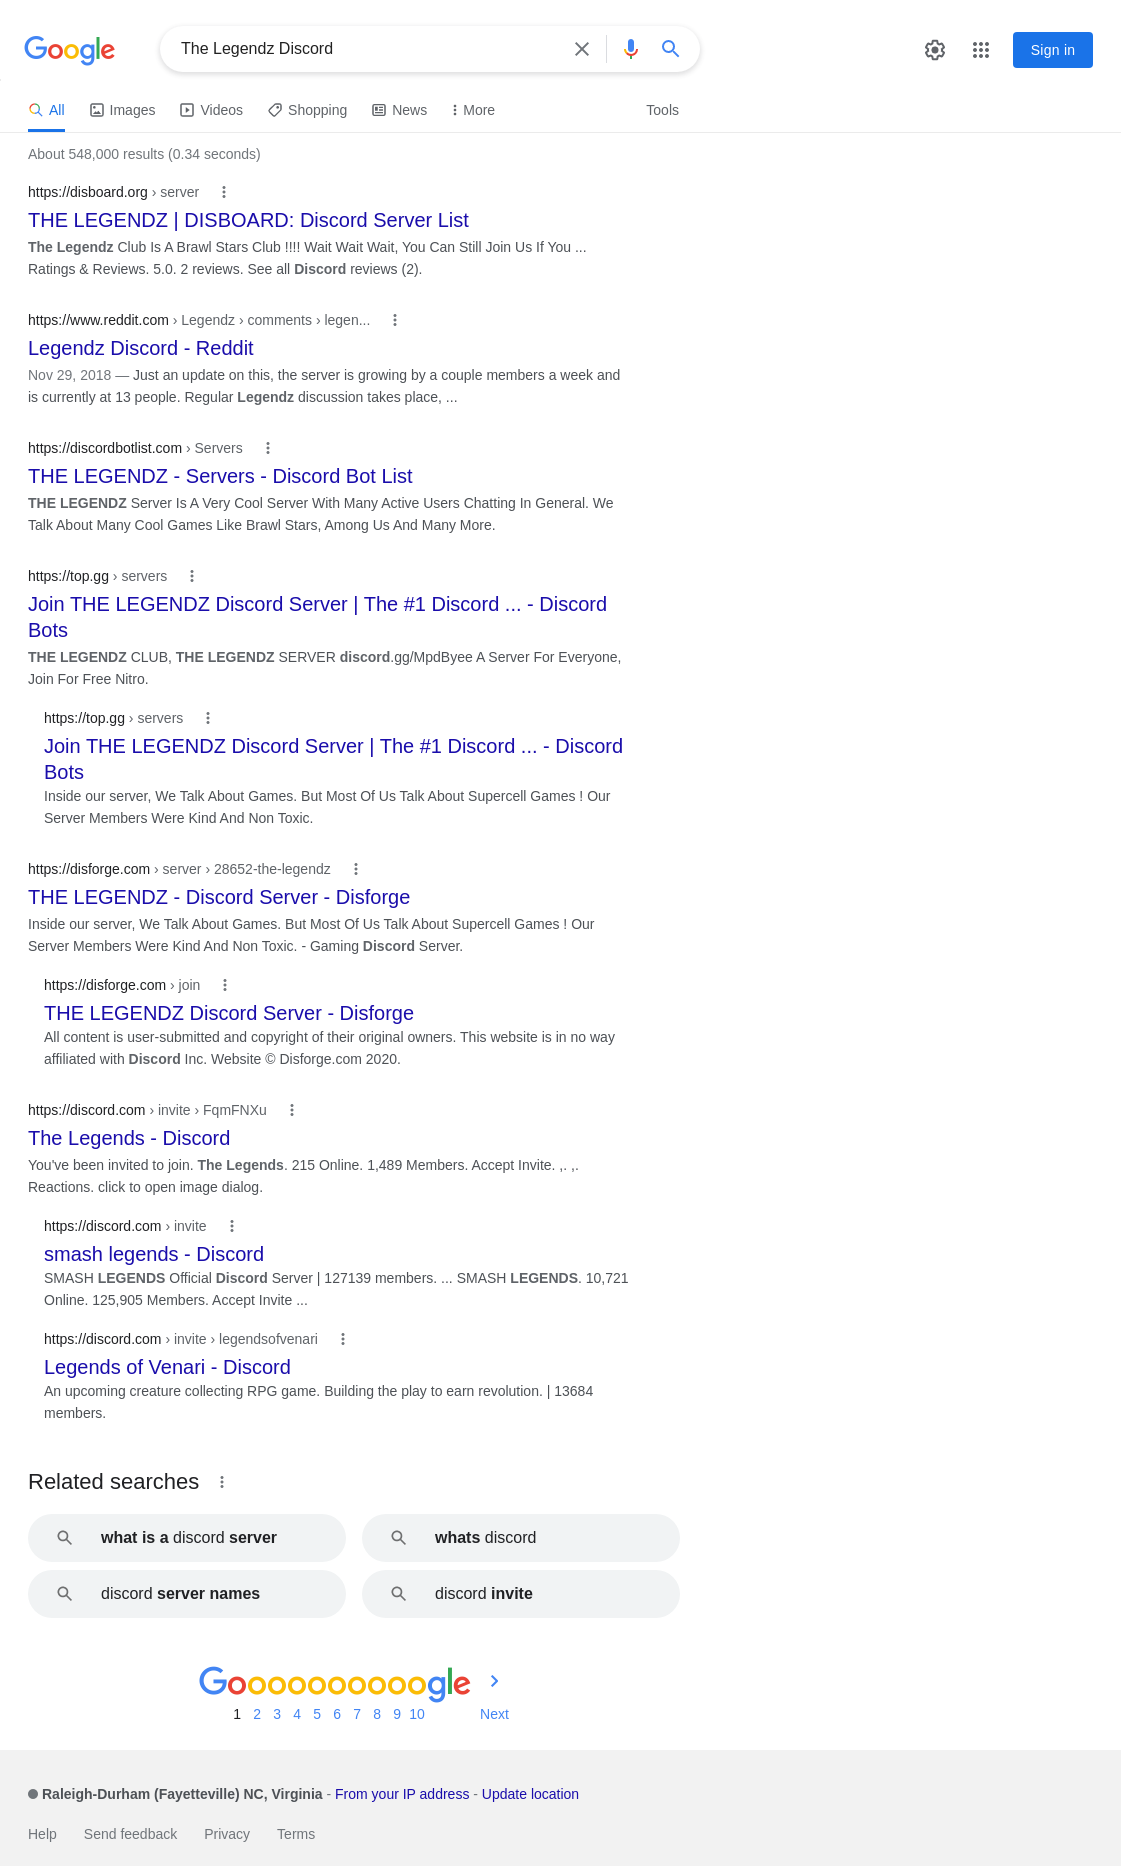 Google
The Legendz Discord
Sign in
All Images Videos Shopping News More Tools
About 548,000 results (0.34 seconds)
https://disboard.org › server
THE LEGENDZ | DISBOARD: Discord Server List
The Legendz Club Is A Brawl Stars Club !!!! Wait Wait Wait, You Can Still Join Us If You ...
Ratings & Reviews. 5.0. 2 reviews. See all Discord reviews (2).
https://www.reddit.com › Legendz › comments › legen...
Legendz Discord - Reddit
Nov 29, 2018 — Just an update on this, the server is growing by a couple members a week and
is currently at 13 people. Regular Legendz discussion takes place, ...
https://discordbotlist.com › Servers
THE LEGENDZ - Servers - Discord Bot List
THE LEGENDZ Server Is A Very Cool Server With Many Active Users Chatting In General. We
Talk About Many Cool Games Like Brawl Stars, Among Us And Many More.
https://top.gg › servers
Join THE LEGENDZ Discord Server | The #1 Discord ... - Discord
Bots
THE LEGENDZ CLUB, THE LEGENDZ SERVER discord.gg/MpdByee A Server For Everyone,
Join For Free Nitro.
https://top.gg › servers
Join THE LEGENDZ Discord Server | The #1 Discord ... - Discord
Bots
Inside our server, We Talk About Games. But Most Of Us Talk About Supercell Games ! Our
Server Members Were Kind And Non Toxic.
https://disforge.com › server › 28652-the-legendz
THE LEGENDZ - Discord Server - Disforge
Inside our server, We Talk About Games. But Most Of Us Talk About Supercell Games ! Our
Server Members Were Kind And Non Toxic. - Gaming Discord Server.
https://disforge.com › join
THE LEGENDZ Discord Server - Disforge
All content is user-submitted and copyright of their original owners. This website is in no way
affiliated with Discord Inc. Website © Disforge.com 2020.
https://discord.com › invite › FqmFNXu
The Legends - Discord
You've been invited to join. The Legends. 215 Online. 1,489 Members. Accept Invite. ,. ,.
Reactions. click to open image dialog.
https://discord.com › invite
smash legends - Discord
SMASH LEGENDS Official Discord Server | 127139 members. ... SMASH LEGENDS. 10,721
Online. 125,905 Members. Accept Invite ...
https://discord.com › invite › legendsofvenari
Legends of Venari - Discord
An upcoming creature collecting RPG game. Building the play to earn revolution. | 13684
members.
Related searches
what is a discord server
whats discord
discord server names
discord invite
Goooooooooogle
1 2 3 4 5 6 7 8 9 10 Next
Raleigh-Durham (Fayetteville) NC, Virginia - From your IP address - Update location
Help Send feedback Privacy Terms